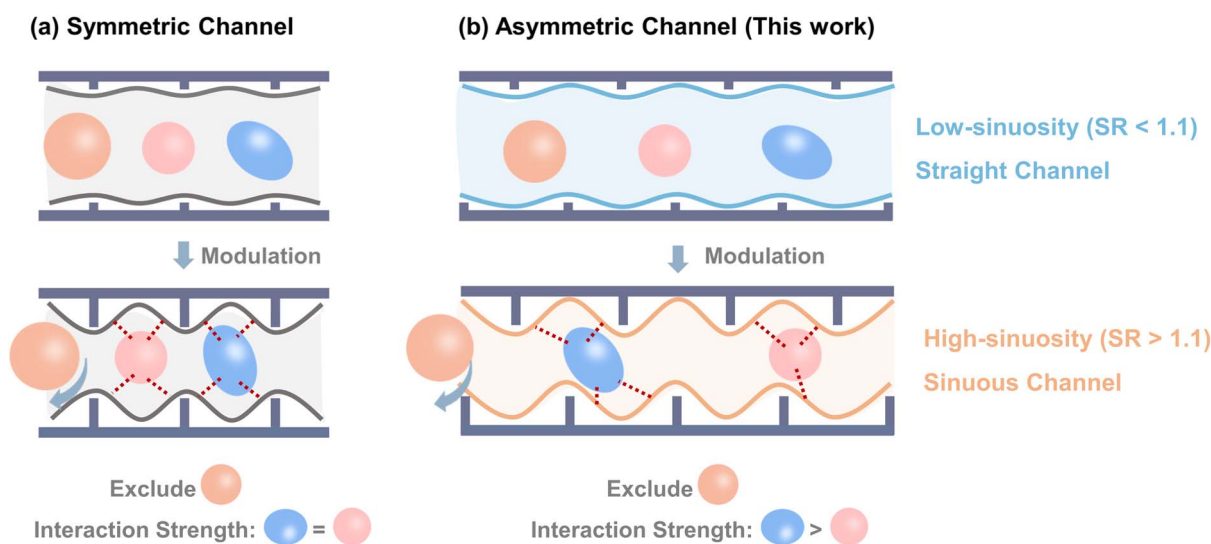 (a) Symmetric Channel
(b) Asymmetric Channel (This work)
Low-sinuosity (SR < 1.1)
Straight Channel
Modulation
Modulation
High-sinuosity (SR > 1.1)
Sinuous Channel
Exclude
Interaction Strength: =
Exclude
Interaction Strength: >